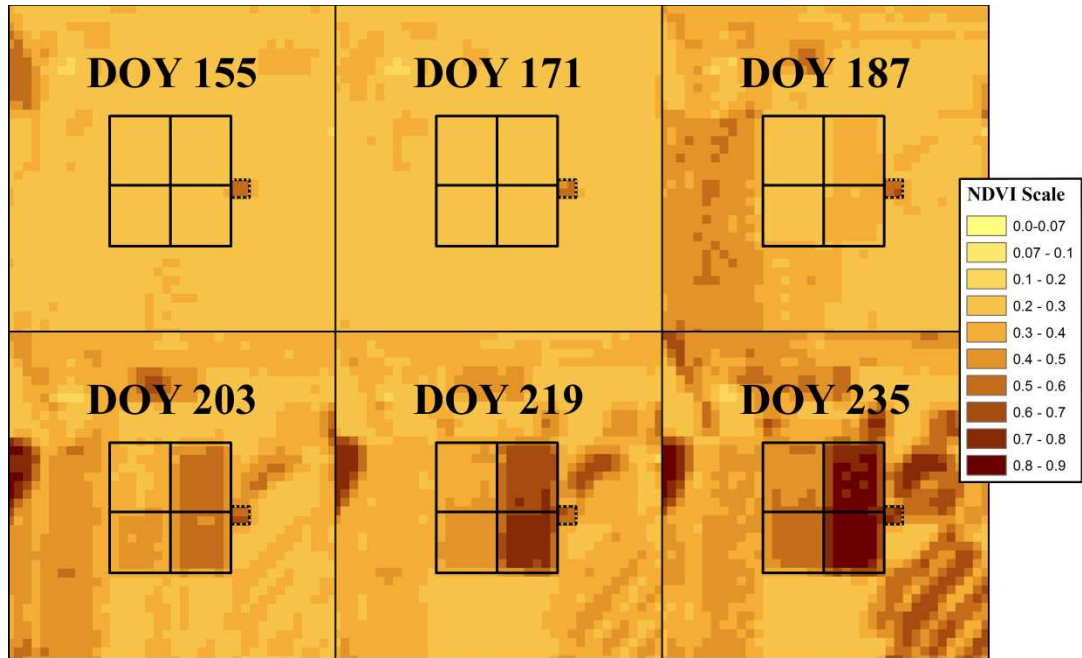 DOY 155
DOY 171
DOY 187
NDVI Scale
0.0-0.07
0.07 - 0.1
0.1 - 0.2
0.2 - 0.3
0.3 - 0.4
0.4 - 0.5
0.5 - 0.6
0.6 - 0.7
0.7 - 0.8
0.8 - 0.9
DOY 203
DOY 219
DOY 235